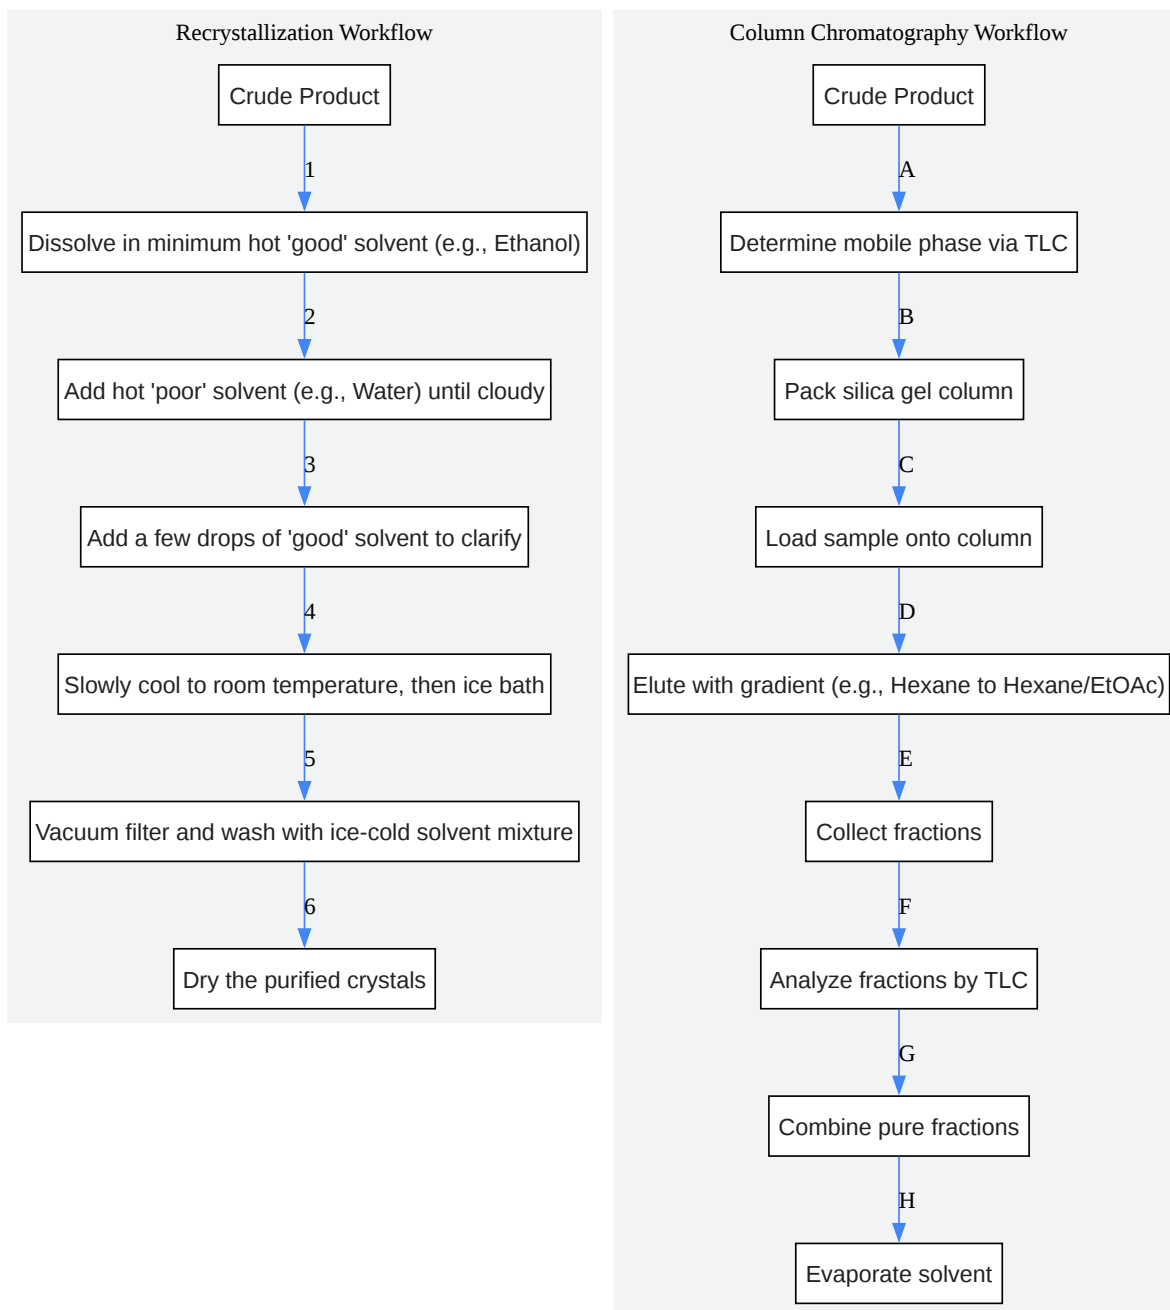 Recrystallization Workflow
Crude Product
1
Dissolve in minimum hot 'good' solvent (e.g., Ethanol)
2
Add hot 'poor' solvent (e.g., Water) until cloudy
3
Add a few drops of 'good' solvent to clarify
4
Slowly cool to room temperature, then ice bath
5
Vacuum filter and wash with ice-cold solvent mixture
6
Dry the purified crystals
Column Chromatography Workflow
Crude Product
A
Determine mobile phase via TLC
B
Pack silica gel column
C
Load sample onto column
D
Elute with gradient (e.g., Hexane to Hexane/EtOAc)
E
Collect fractions
F
Analyze fractions by TLC
G
Combine pure fractions
H
Evaporate solvent